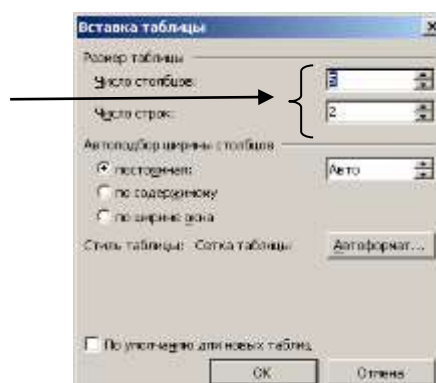 Вставка таблицы
Размер таблицы
Число столбцов:
Число строк: 2
Автоподбор ширины столбцов
постоянная: Авто
по содержимому
по ширине окна
Стиль таблицы: Сетка таблицы Автоформат...
По умолчанию для новых таблиц
ОК Отмена